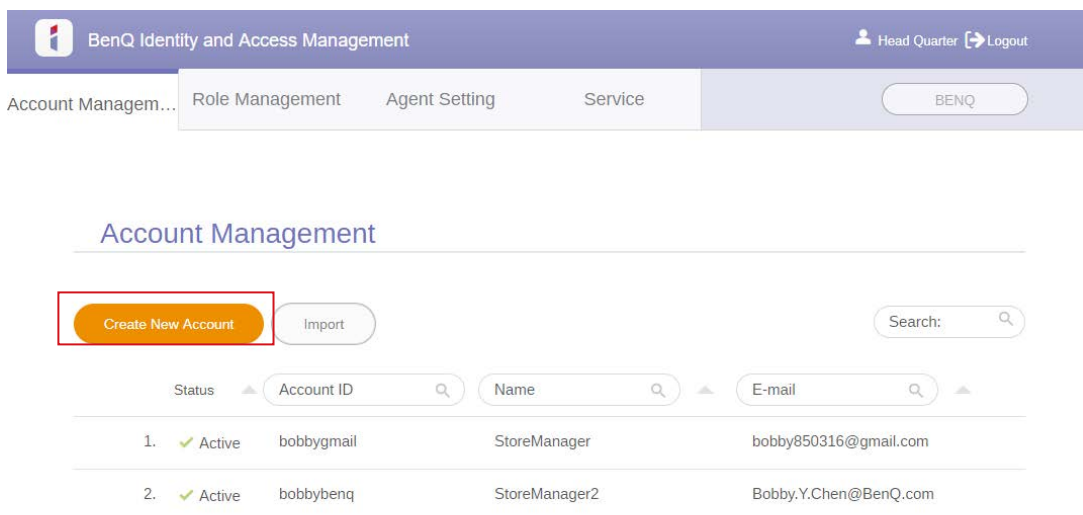 BenQ Identity and Access Management Head Quarter Logout
Account Managem... Role Management Agent Setting Service BENQ
Account Management
Create New Account Import Search:
Status Account ID Name E-mail
1. Active bobbygmail StoreManager bobby850316@gmail.com
2. Active bobbybenq StoreManager2 Bobby.Y.Chen@BenQ.com